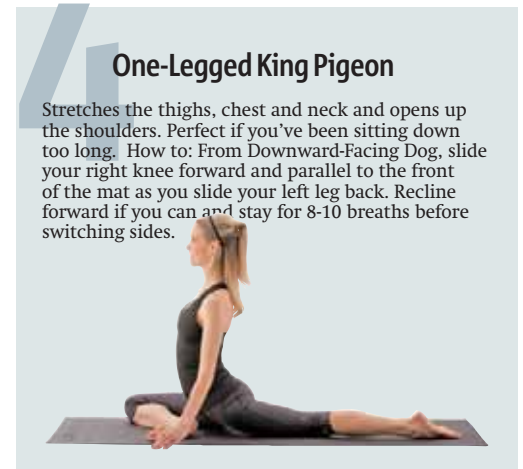 4
One-Legged King Pigeon
Stretches the thighs, chest and neck and opens up
the shoulders. Perfect if you've been sitting down
too long.  How to: From Downward-Facing Dog, slide
your right knee forward and parallel to the front
of the mat as you slide your left leg back. Recline
forward if you can and stay for 8-10 breaths before
switching sides.